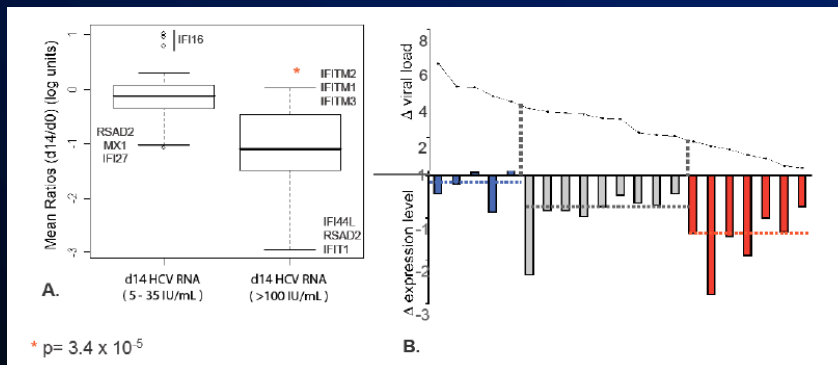 Mean Ratios (d14/d0) (log units)
1
0
-1
-2
-3
IFI16
RSAD2
MX1
IFI27
*
IFITM2
IFITM1
IFITM3
IFI44L
RSAD2
IFIT1
d14 HCV RNA
(5 - 35 IU/mL)
d14 HCV RNA
(>100 IU/mL)
A.
* p= 3.4 x 10⁻⁵
Δ viral load
8
6
4
2
1
Δ expression level
-1
-2
-3
B.